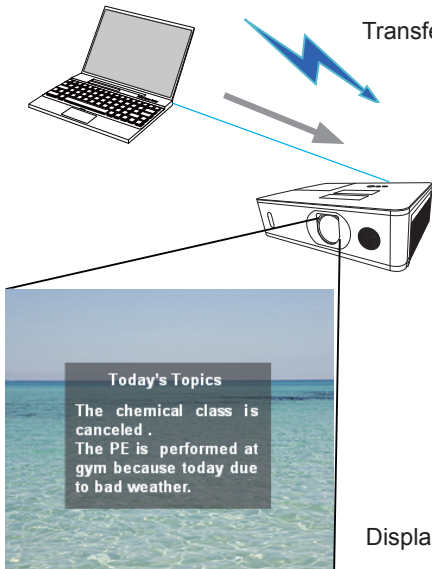 Transfe
Today's Topics
The chemical class is
canceled .
The PE is performed at
gym because today due
to bad weather.
Displa